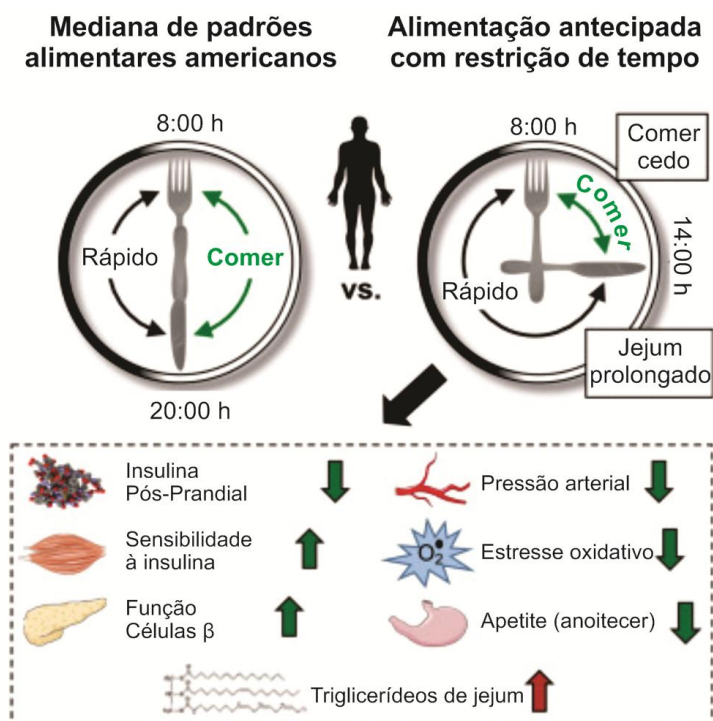 Mediana de padrões
alimentares americanos
Alimentação antecipada
com restrição de tempo
8:00 h
Rápido
Comer
20:00 h
vs.
8:00 h
Comer
cedo
Comer
14:00 h
Rápido
Jejum
prolongado
Insulina
Pós-Prandial
Sensibilidade
à insulina
Função
Células β
Pressão arterial
O₂
Estresse oxidativo
Apetite (anoitecer)
Triglicerídeos de jejum